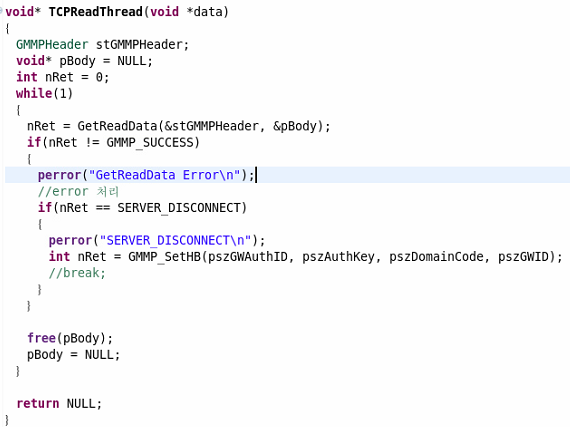 void* TCPReadThread(void *data)
{
GMMPHeader stGMMPHeader;
void* pBody = NULL;
int nRet = 0;
while(1)
{
nRet = GetReadData(&stGMMPHeader, &pBody);
if(nRet != GMMP_SUCCESS)
{
perror("GetReadData Error\n");
//error 처리
if(nRet == SERVER_DISCONNECT)
{
perror("SERVER_DISCONNECT\n");
int nRet = GMMP_SetHB(pszGWAuthID, pszAuthKey, pszDomainCode, pszGWID);
//break;
}
}
free(pBody);
pBody = NULL;
}
return NULL;
}